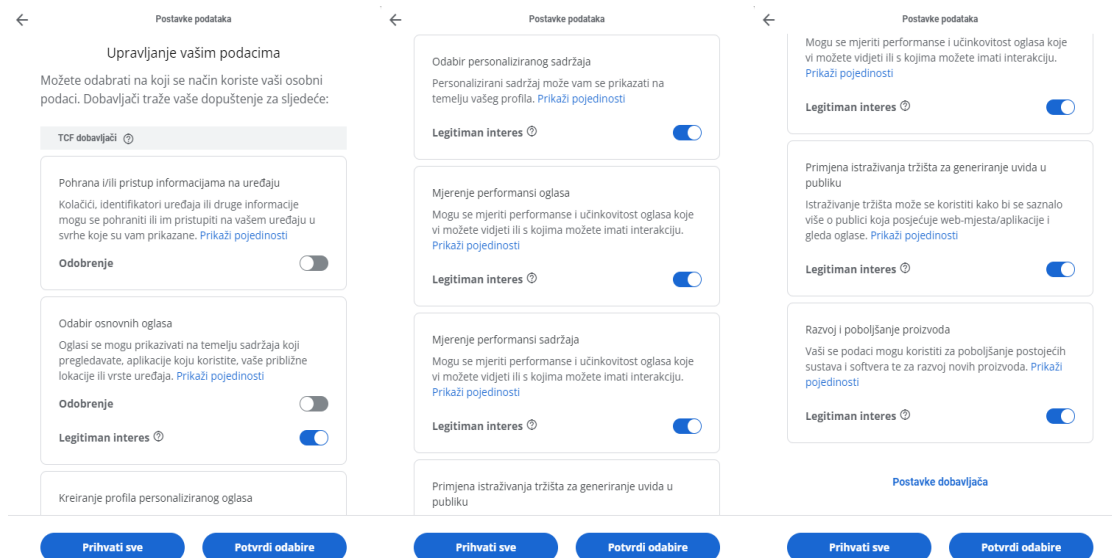 Postavke podataka
Upravljanje vašim podacima
Možete odabrati na koji se način koriste vaši osobni
podaci. Dobavljači traže vaše dopuštenje za sljedeće:
TCF dobavljači
Pohrana i/ili pristup informacijama na uređaju
Kolačići, identifikatori uređaja ili druge informacije
mogu se pohraniti ili im pristupiti na vašem uređaju u
svrhe koje su vam prikazane. Prikaži pojedinosti
Odobrenje
Odabir osnovnih oglasa
Oglasi se mogu prikazivati na temelju sadržaja koji
pregledavate, aplikacije koju koristite, vaše približne
lokacije ili vrste uređaja. Prikaži pojedinosti
Odobrenje
Legitiman interes
Kreiranje profila personaliziranog oglasa
Prihvati sve
Potvrdi odabire
Postavke podataka
Odabir personaliziranog sadržaja
Personalizirani sadržaj može vam se prikazati na
temelju vašeg profila. Prikaži pojedinosti
Legitiman interes
Mjerenje performansi oglasa
Mogu se mjeriti performanse i učinkovitost oglasa koje
vi možete vidjeti ili s kojima možete imati interakciju.
Prikaži pojedinosti
Legitiman interes
Mjerenje performansi sadržaja
Mogu se mjeriti performanse i učinkovitost oglasa koje
vi možete vidjeti ili s kojima možete imati interakciju.
Prikaži pojedinosti
Legitiman interes
Primjena istraživanja tržišta za generiranje uvida u
publiku
Prihvati sve
Potvrdi odabire
Postavke podataka
Mogu se mjeriti performanse i učinkovitost oglasa koje
vi možete vidjeti ili s kojima možete imati interakciju.
Prikaži pojedinosti
Legitiman interes
Primjena istraživanja tržišta za generiranje uvida u
publiku
Istraživanje tržišta može se koristiti kako bi se saznalo
više o publici koja posjećuje web-mjesta/aplikacije i
gleda oglase. Prikaži pojedinosti
Legitiman interes
Razvoj i poboljšanje proizvoda
Vaši se podaci mogu koristiti za poboljšanje postojećih
sustava i softvera te za razvoj novih proizvoda. Prikaži
pojedinosti
Legitiman interes
Postavke dobavljača
Prihvati sve
Potvrdi odabire